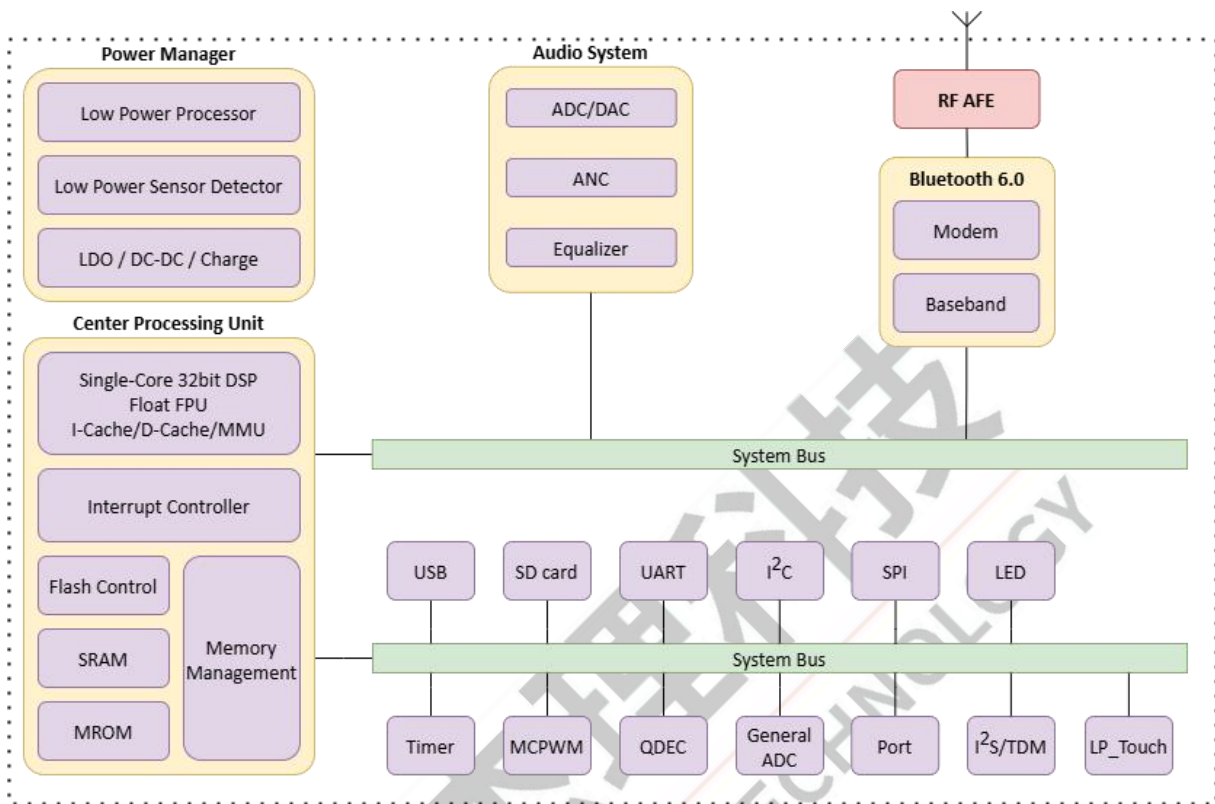 Power Manager
Low Power Processor
Low Power Sensor Detector
LDO / DC-DC / Charge
Audio System
ADC/DAC
ANC
Equalizer
RF AFE
Bluetooth 6.0
Modem
Baseband
Center Processing Unit
Single-Core 32bit DSP
Float FPU
I-Cache/D-Cache/MMU
Interrupt Controller
Flash Control
SRAM
MROM
Memory
Management
System Bus
USB
SD card
UART
I²C
SPI
LED
System Bus
Timer
MCPWM
QDEC
General
ADC
Port
I²S/TDM
LP_Touch
理科技
TECHNOLOGY